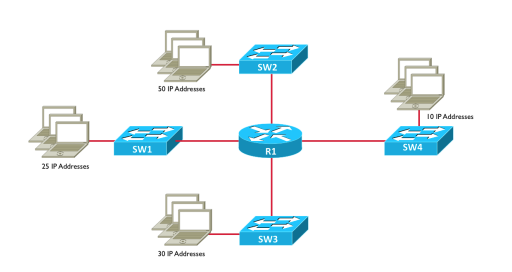 SW2
50 IP Addresses
10 IP Addresses
SW1
R1
SW4
25 IP Addresses
SW3
30 IP Addresses